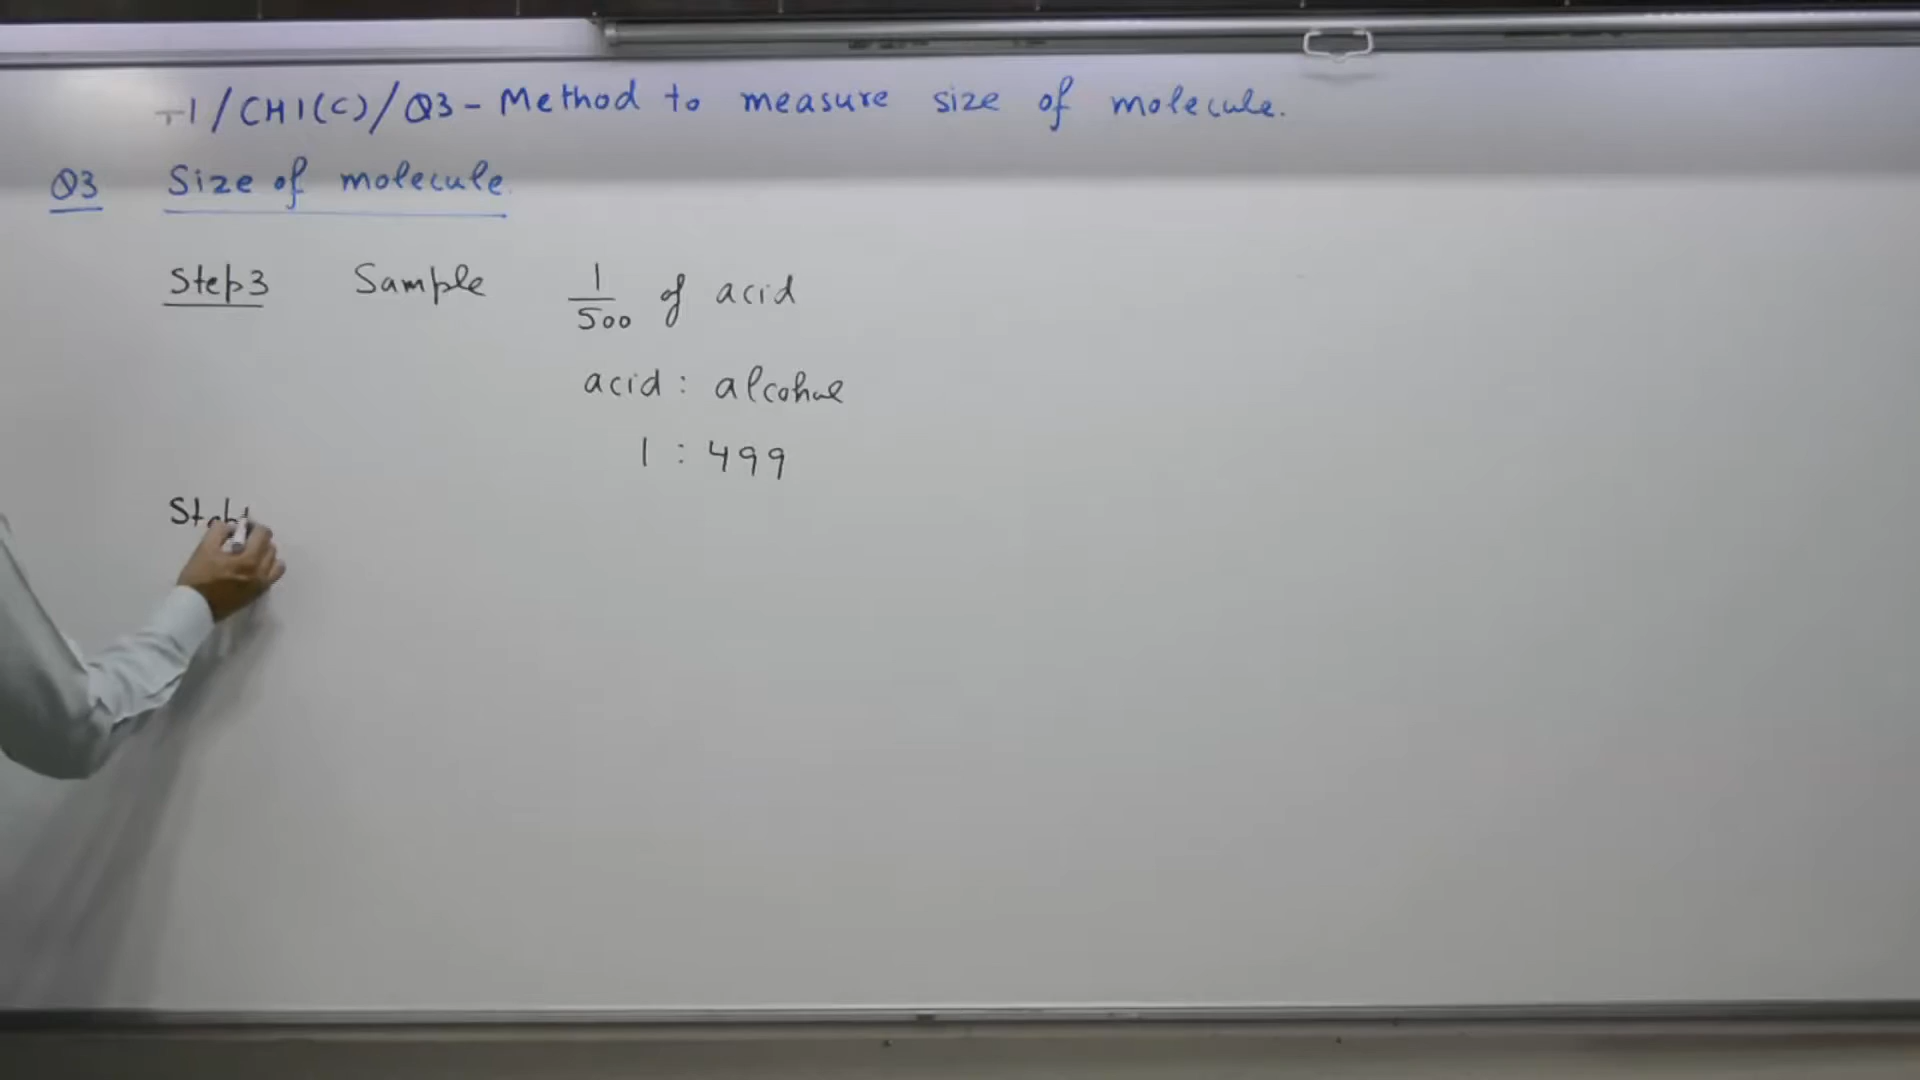 T1/CH1(C)/Q3 - Method to measure size of molecule.
Q3 Size of molecule.
Step3 Sample 1/500 of acid
acid : alcohol
1 : 499
Step